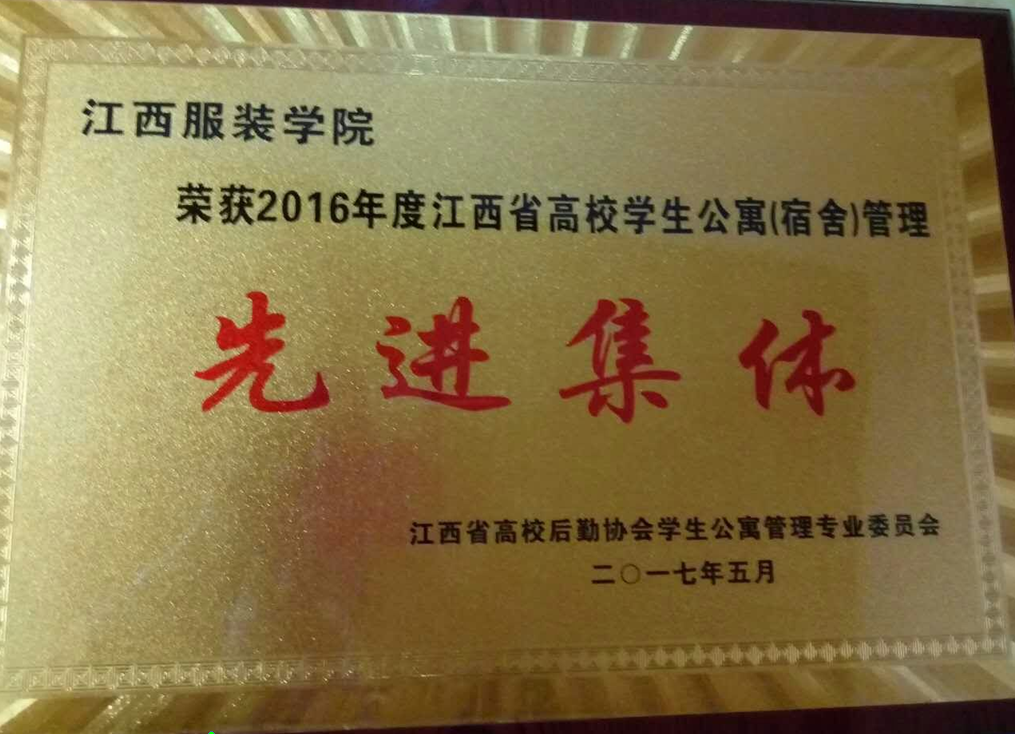 江西服装学院
荣获2016年度江西省高校学生公寓(宿舍)管理
先进集体
江西省高校后勤协会学生公寓管理专业委员会
二〇一七年五月